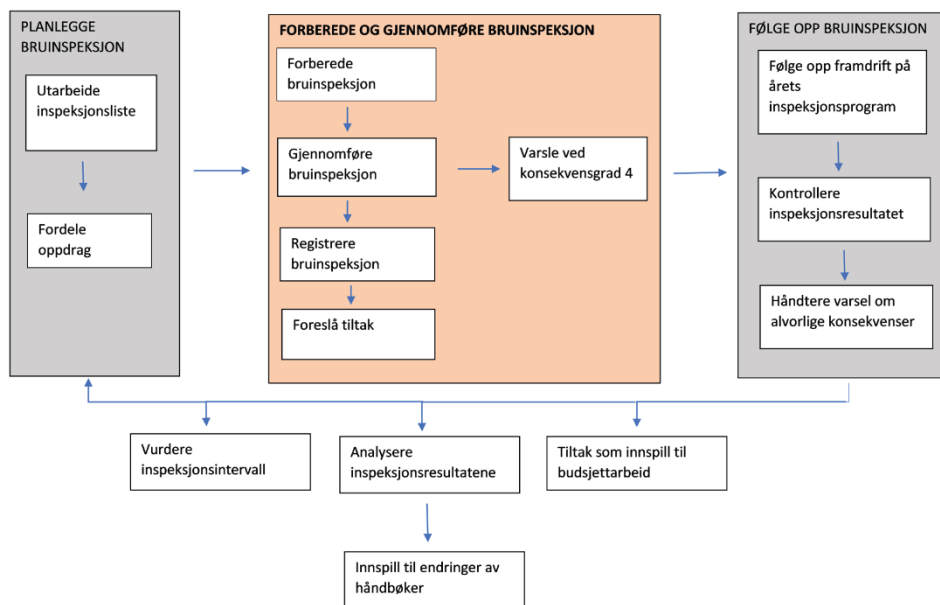 PLANLEGGE
BRUINSPEKSJON
Utarbeide
inspeksjonsliste
Fordele
oppdrag
FORBEREDE OG GJENNOMFØRE BRUINSPEKSJON
Forberede
bruinspeksjon
Gjennomføre
bruinspeksjon
Varsle ved
konsekvensgrad 4
Registrere
bruinspeksjon
Foreslå tiltak
FØLGE OPP BRUINSPEKSJON
Følge opp framdrift på
årets
inspeksjonsprogram
Kontrollere
inspeksjonsresultatet
Håndtere varsel om
alvorlige konsekvenser
Vurdere
inspeksjonsintervall
Analysere
inspeksjonsresultatene
Tiltak som innspill til
budsjettarbeid
Innspill til endringer av
håndbøker